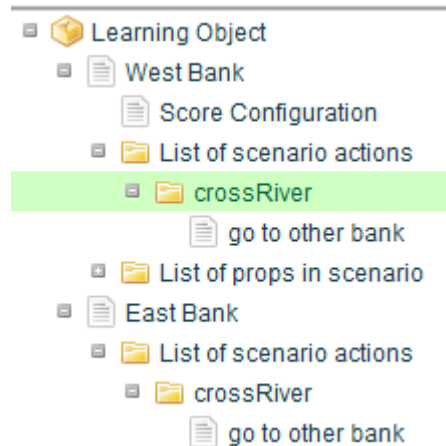 Learning Object
West Bank
Score Configuration
List of scenario actions
crossRiver
go to other bank
List of props in scenario
East Bank
List of scenario actions
crossRiver
go to other bank